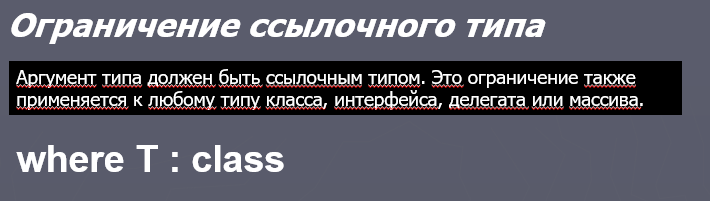 Ограничение ссылочного типа
Аргумент типа должен быть ссылочным типом. Это ограничение также
применяется к любому типу класса, интерфейса, делегата или массива.
where T : class